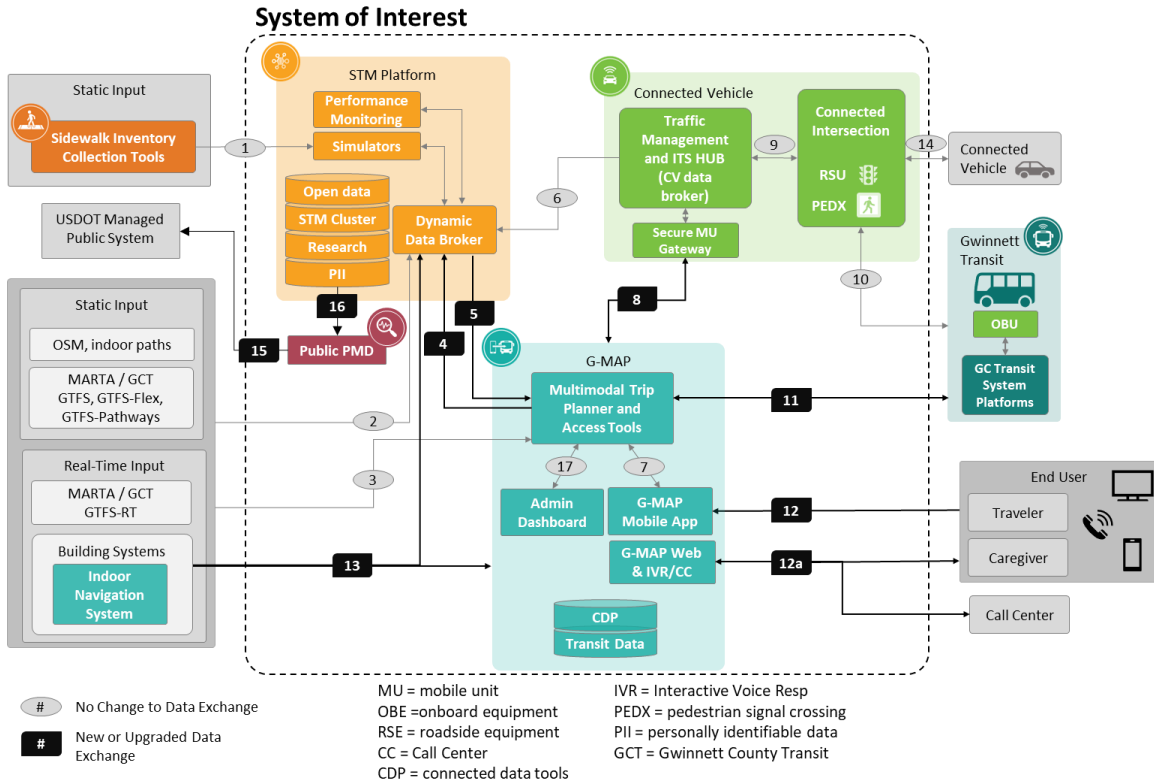 System of Interest
Static Input
Sidewalk Inventory
Collection Tools
1
USDOT Managed
Public System
STM Platform
Performance
Monitoring
Simulators
Open data
STM Cluster
Research
PII
Dynamic
Data Broker
16
15
Public PMD
Connected Vehicle
Traffic
Management
and ITS HUB
(CV data
broker)
Secure MU
Gateway
Connected
Intersection
RSU
PEDX
9
14
6
8
10
Connected
Vehicle
Gwinnett
Transit
OBU
GC Transit
System
Platforms
Static Input
OSM, indoor paths
MARTA / GCT
GTFS, GTFS-Flex,
GTFS-Pathways
2
3
4
5
Real-Time Input
MARTA / GCT
GTFS-RT
Building Systems
Indoor
Navigation
System
13
G-MAP
Multimodal Trip
Planner and
Access Tools
11
17
7
Admin
Dashboard
G-MAP
Mobile App
G-MAP Web
& IVR/CC
CDP
Transit Data
12
12a
End User
Traveler
Caregiver
Call Center
# No Change to Data Exchange
# New or Upgraded Data
Exchange
MU = mobile unit
OBE =onboard equipment
RSE = roadside equipment
CC = Call Center
CDP = connected data tools
IVR = Interactive Voice Resp
PEDX = pedestrian signal crossing
PII = personally identifiable data
GCT = Gwinnett County Transit